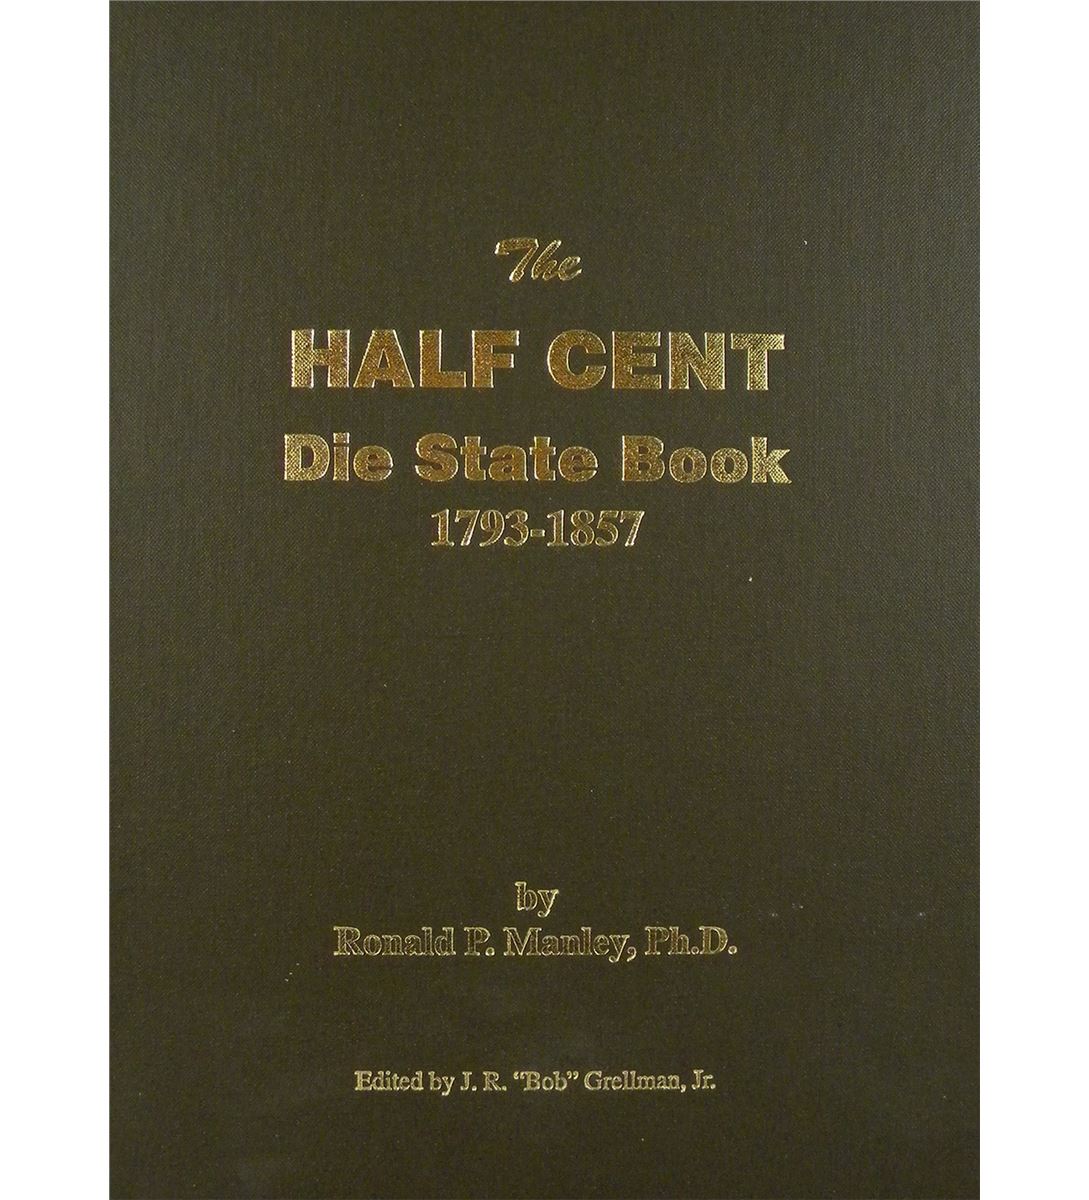 The
HALF CENT
Die State Book
1793-1857
by
Ronald P. Manley, Ph.D.
Edited by J. R. “Bob” Grellman, Jr.